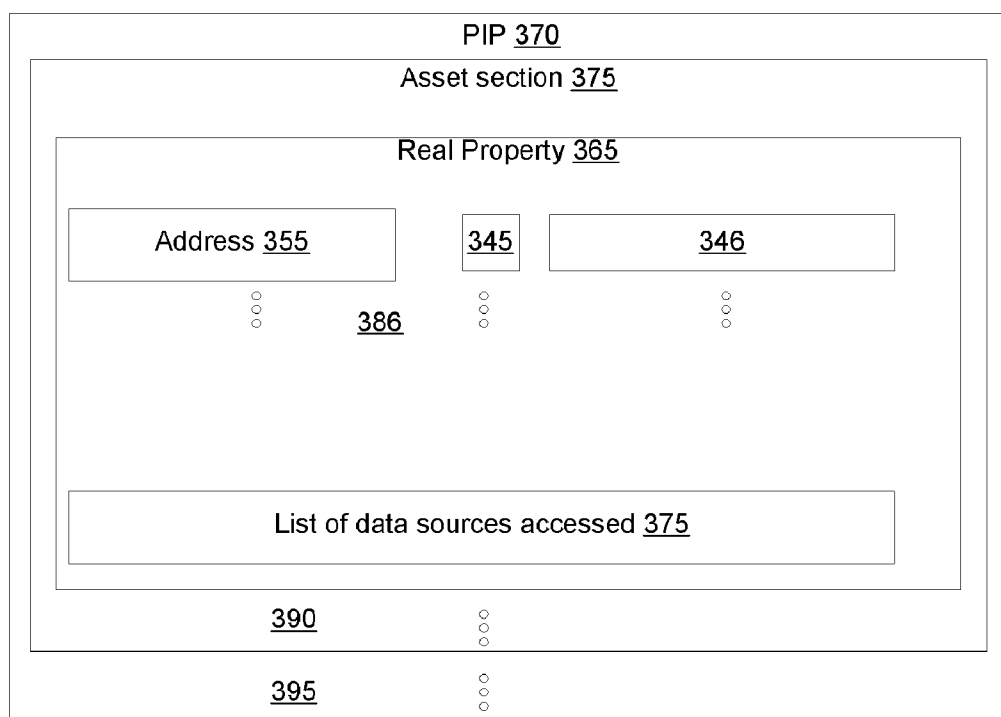 PIP 370
Asset section 375
Real Property 365
Address 355 345 346
386
List of data sources accessed 375
390
395